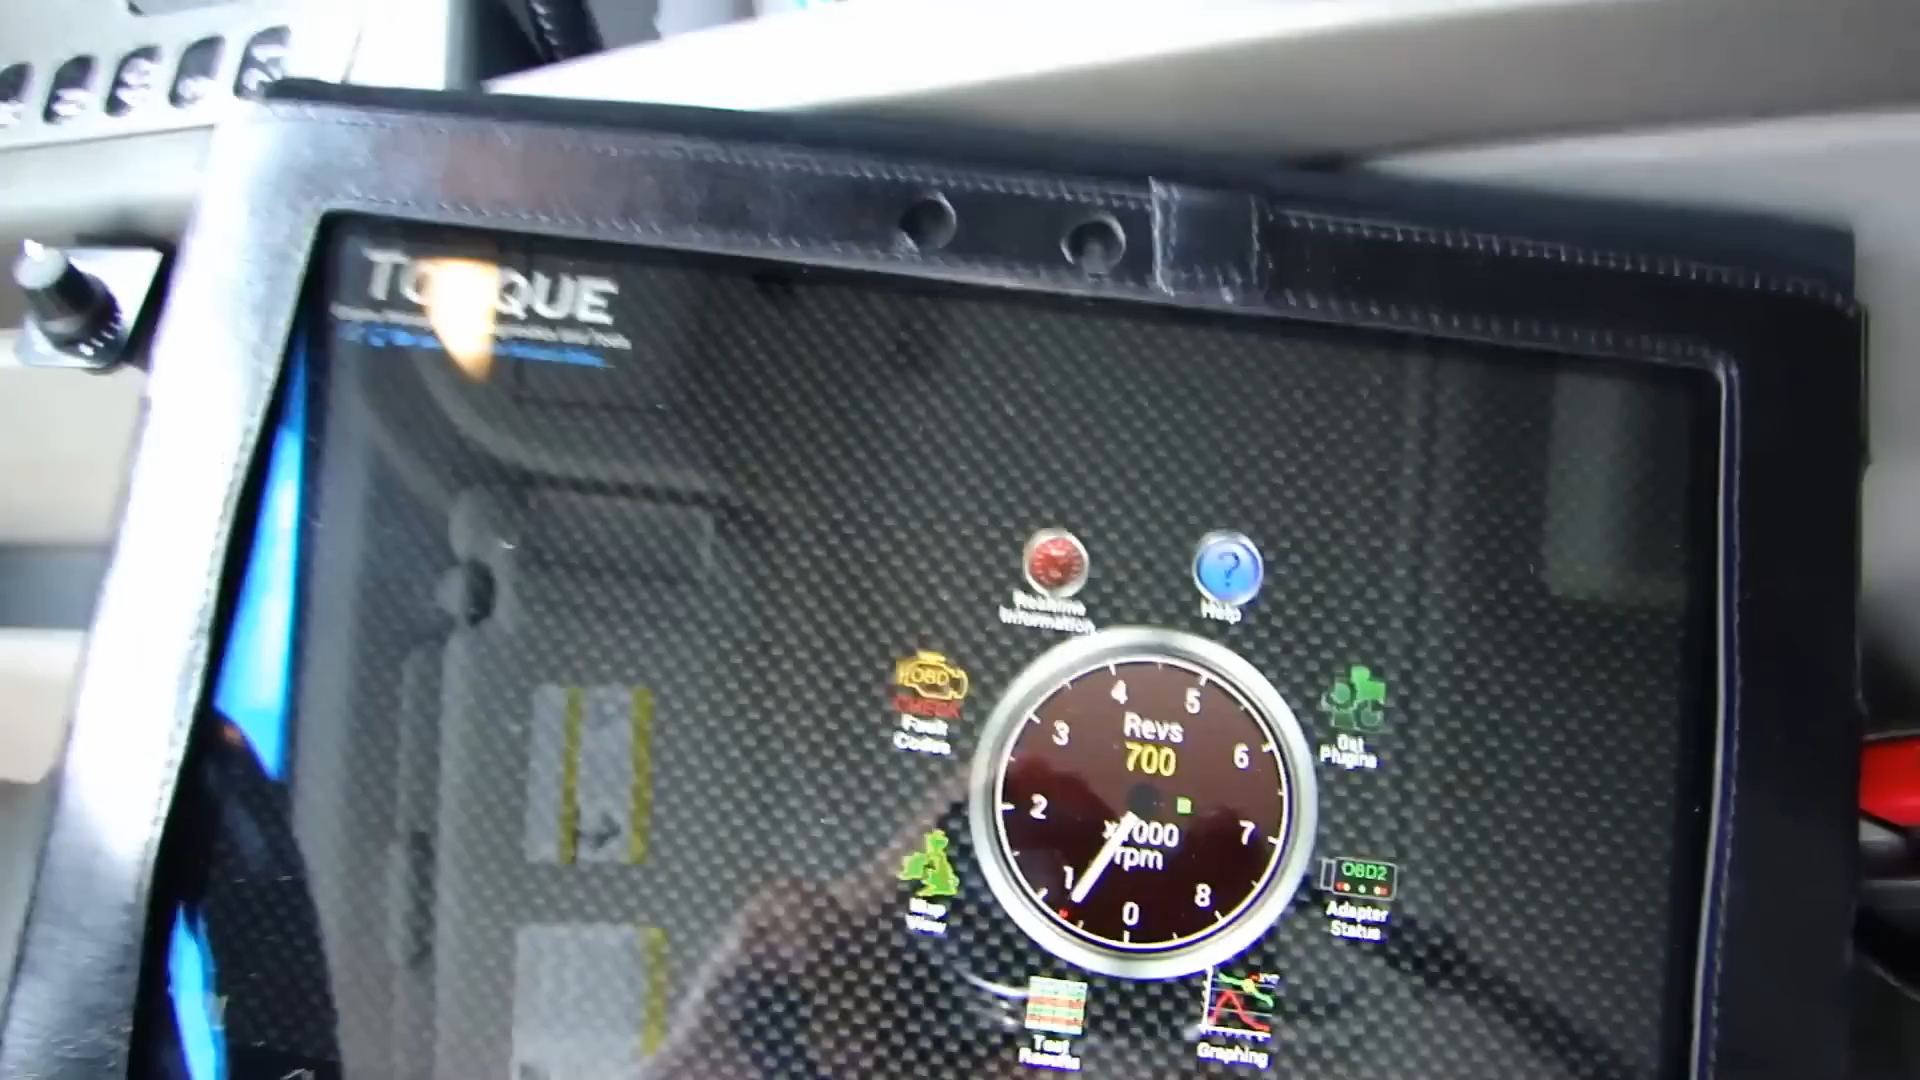 TORQUE
Realtime
Information
Help
OBD
CHECK
Fault
Codes
Get
Plugins
4
5
3
6
Revs
700
2
7
x1000
rpm
1
8
0
OBD2
Map
View
Adapter
Status
Test
Results
Graphing